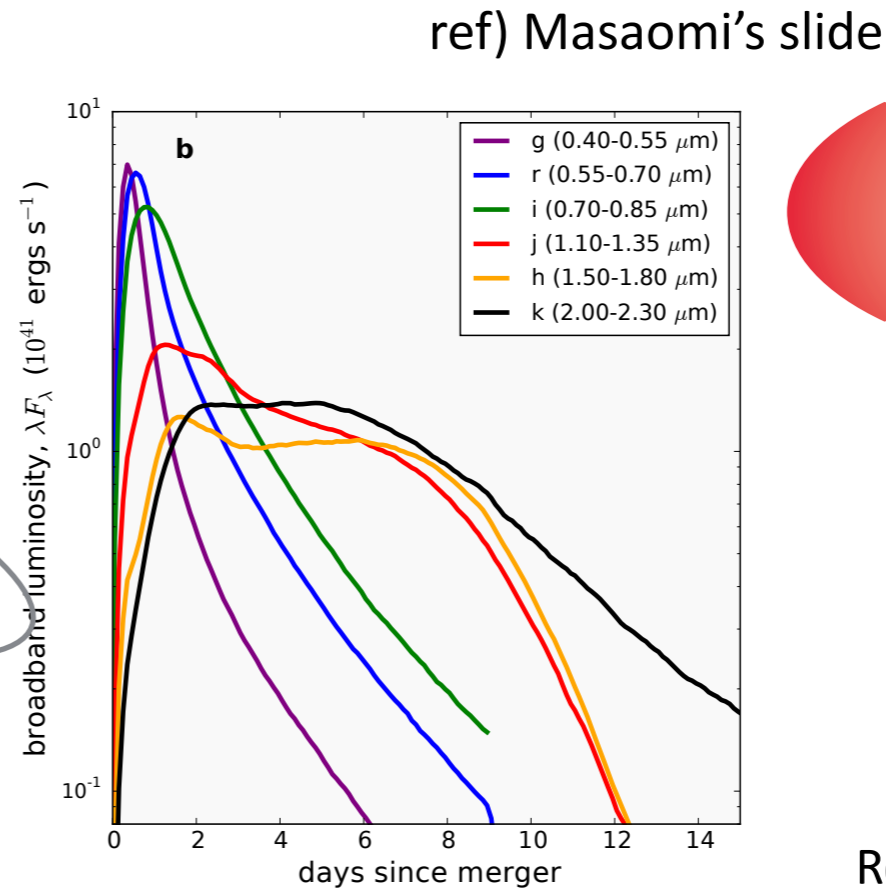 ref) Masaomi’s slide
b
g (0.40-0.55 μm)
r (0.55-0.70 μm)
i (0.70-0.85 μm)
j (1.10-1.35 μm)
h (1.50-1.80 μm)
k (2.00-2.30 μm)
broadband luminosity, λF_λ (10^41 ergs s^−1)
10^1
10^0
10^-1
0 2 4 6 8 10 12 14
days since merger